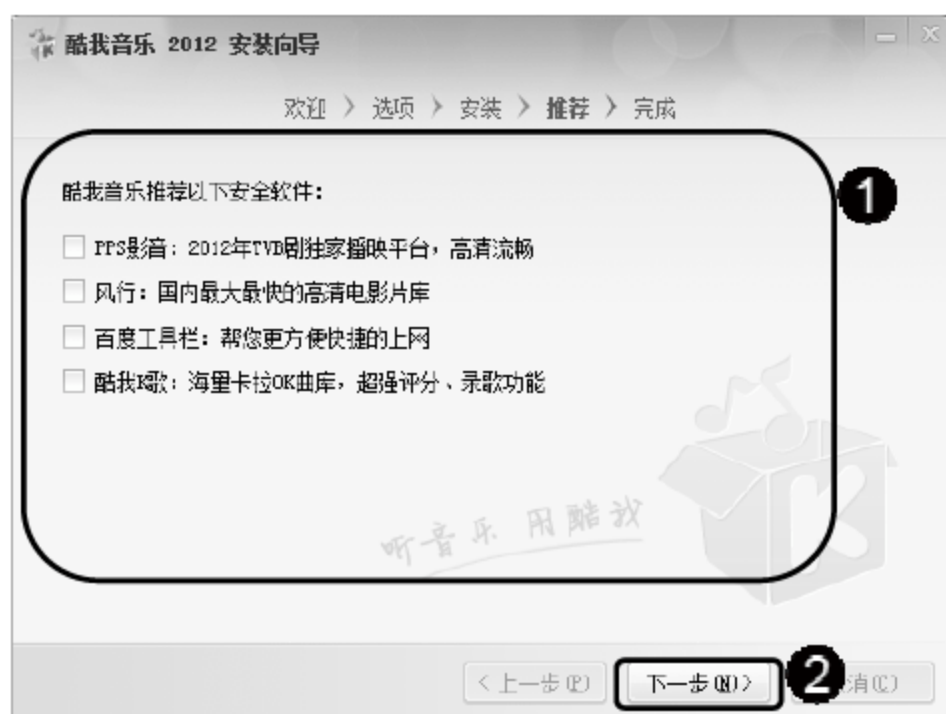 酷我音乐 2012 安装向导
欢迎 > 选项 > 安装 > 推荐 > 完成
酷我音乐推荐以下安全软件：
PPS影音：2012年TVB剧独家播映平台，高清流畅
风行：国内最大最快的高清电影片库
百度工具栏：帮您更方便快捷的上网
酷我K歌：海量卡拉OK曲库，超强评分、录歌功能
听音乐 用酷我
K
1
<上一步(P)
下一步(N)>
2
消(C)